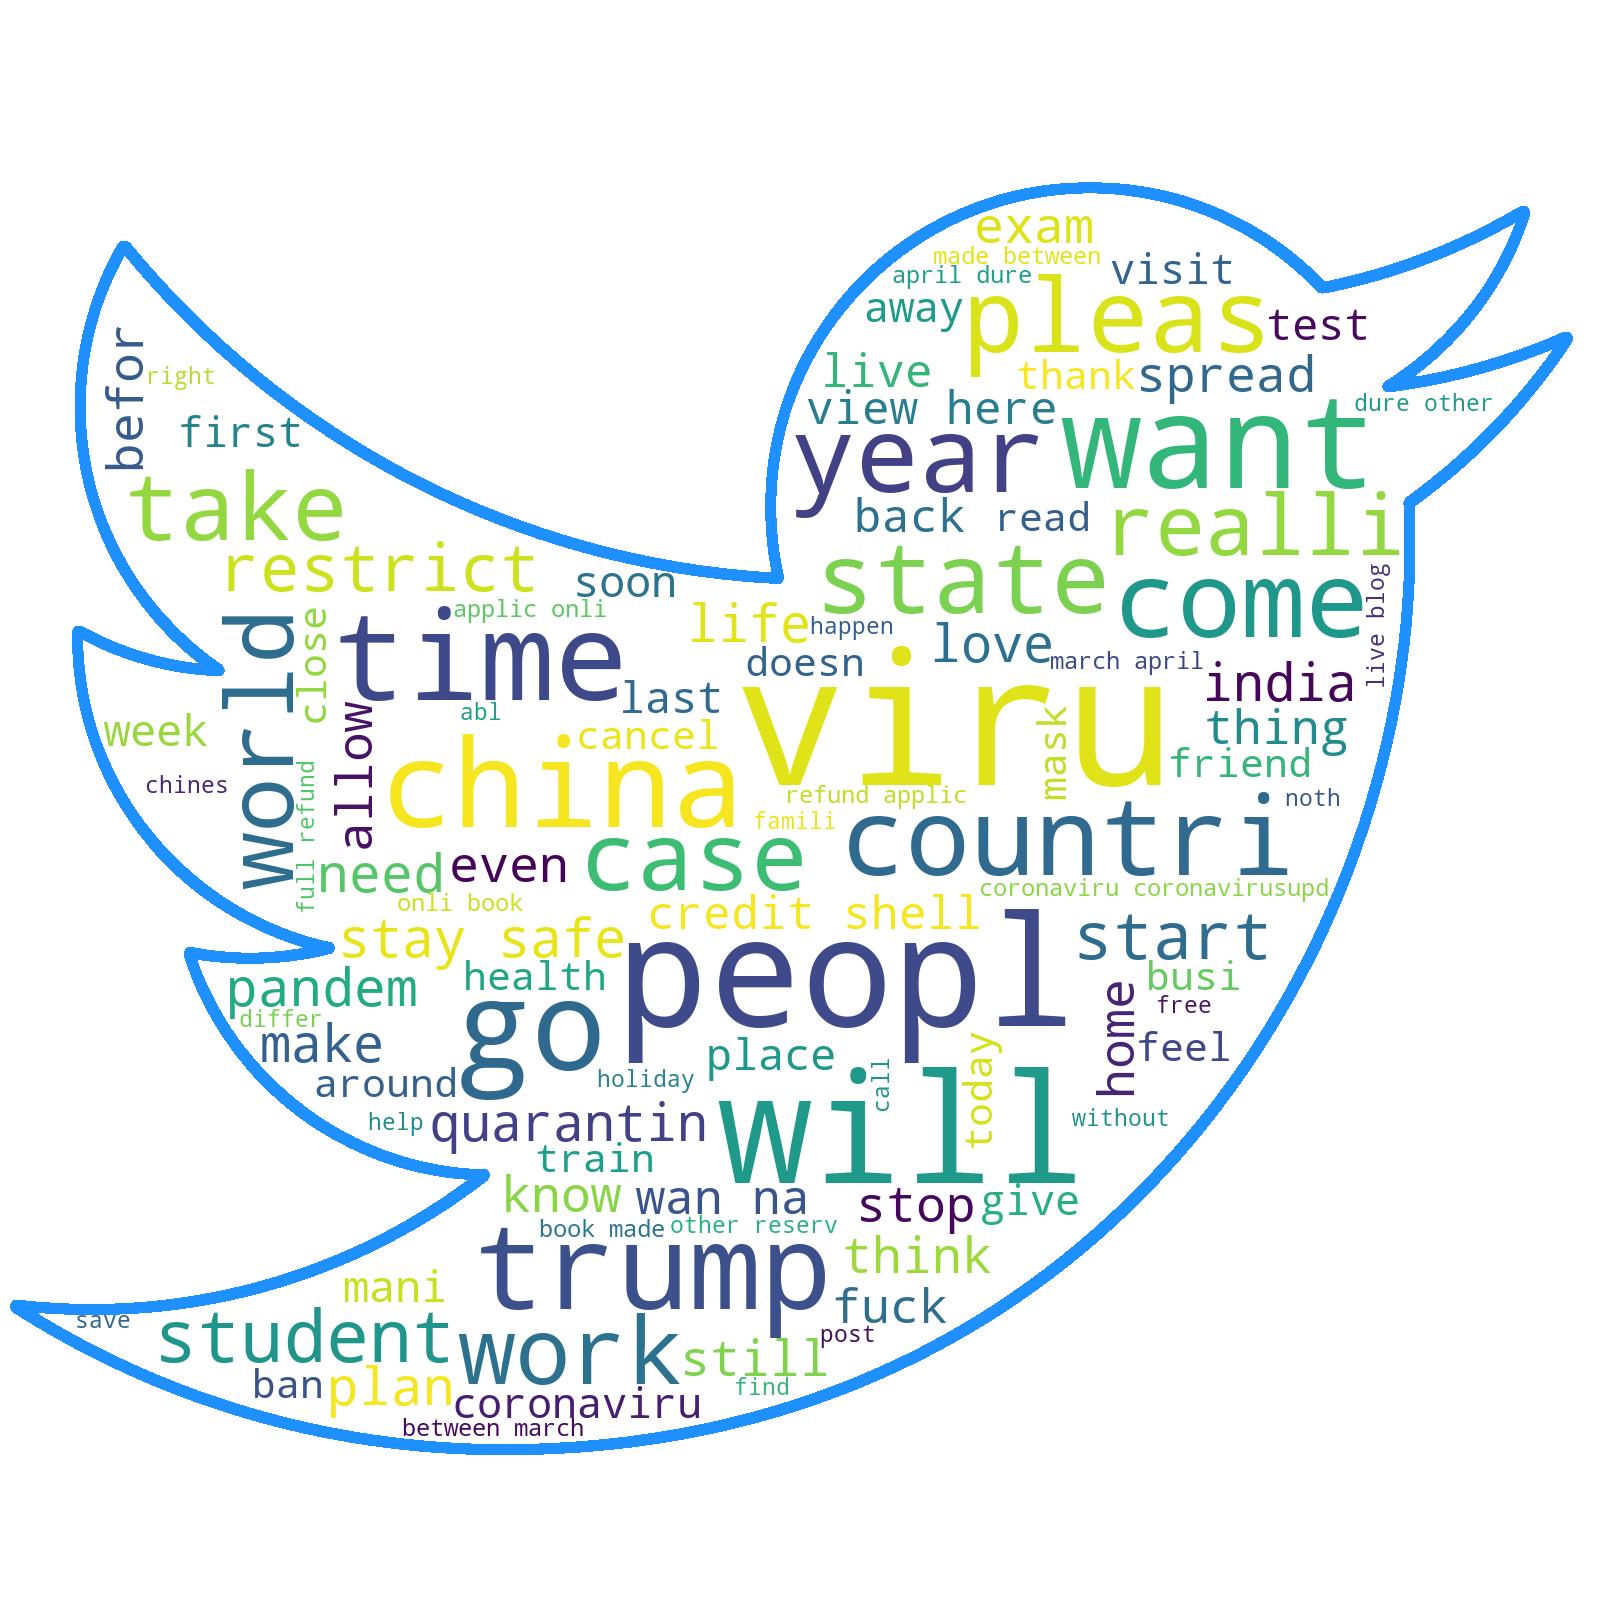 exam
made between
april dure
visit
away
pleas
test
befor
right
live
thank
spread
view here
dure other
first
year
want
take
back
read
realli
restrict
soon
state
come
live blog
applic onli
life
happen
world
close
time
doesn
love
march april
india
last
viru
week
abl
allow
china
cancel
mask
thing
friend
chines
full refund
refund applic
noth
famili
countri
need
even
case
coronaviru coronavirusupd
onli book
credit shell
stay safe
peopl
start
pandem
health
busi
differ
go
home
free
make
place
today
feel
around
holiday
call
will
help
quarantin
without
train
know
wan na
stop
give
book made
other reserv
trump
think
mani
fuck
save
student
work
still
post
ban
plan
find
coronaviru
between march